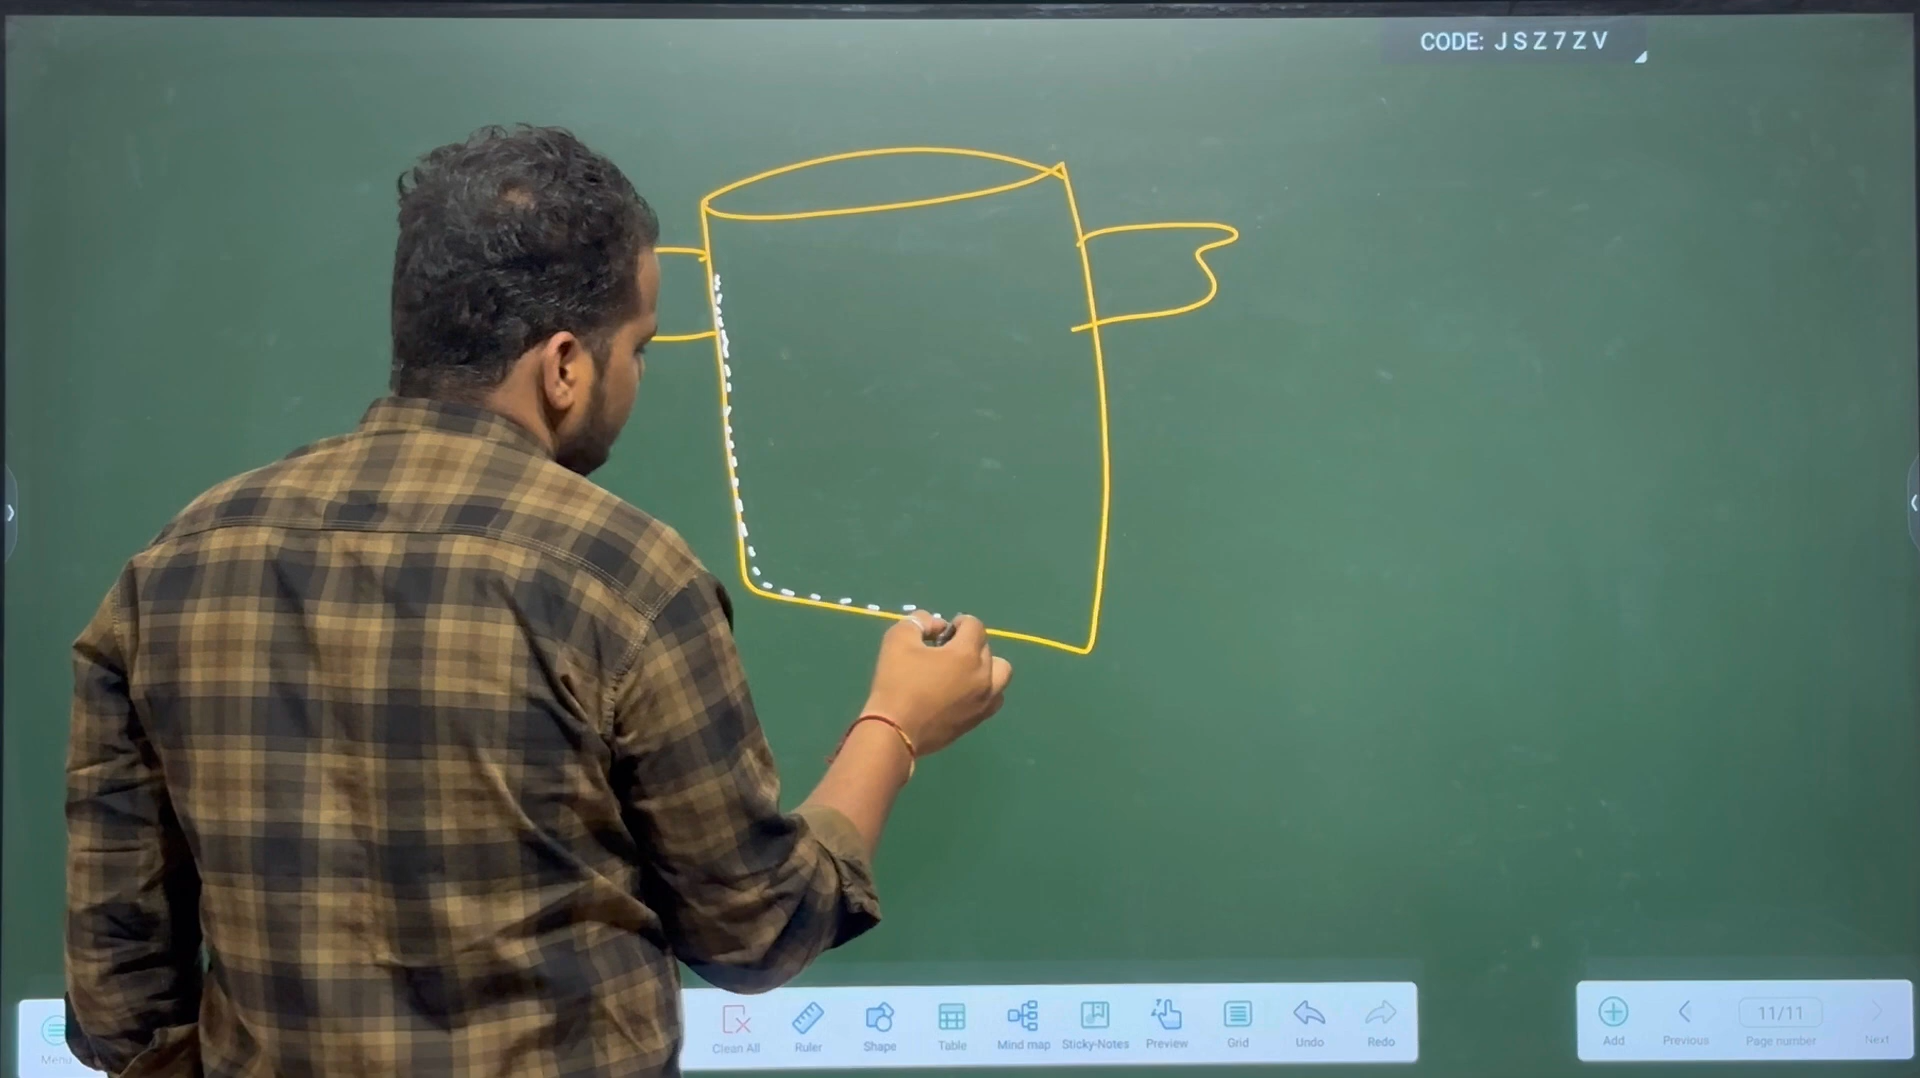 CODE: JSZ7ZV
Menu
Clean All
Ruler
Shape
Table
Mind map
Sticky-Notes
Preview
Grid
Undo
Redo
Add
Previous
11/11
Page number
Next